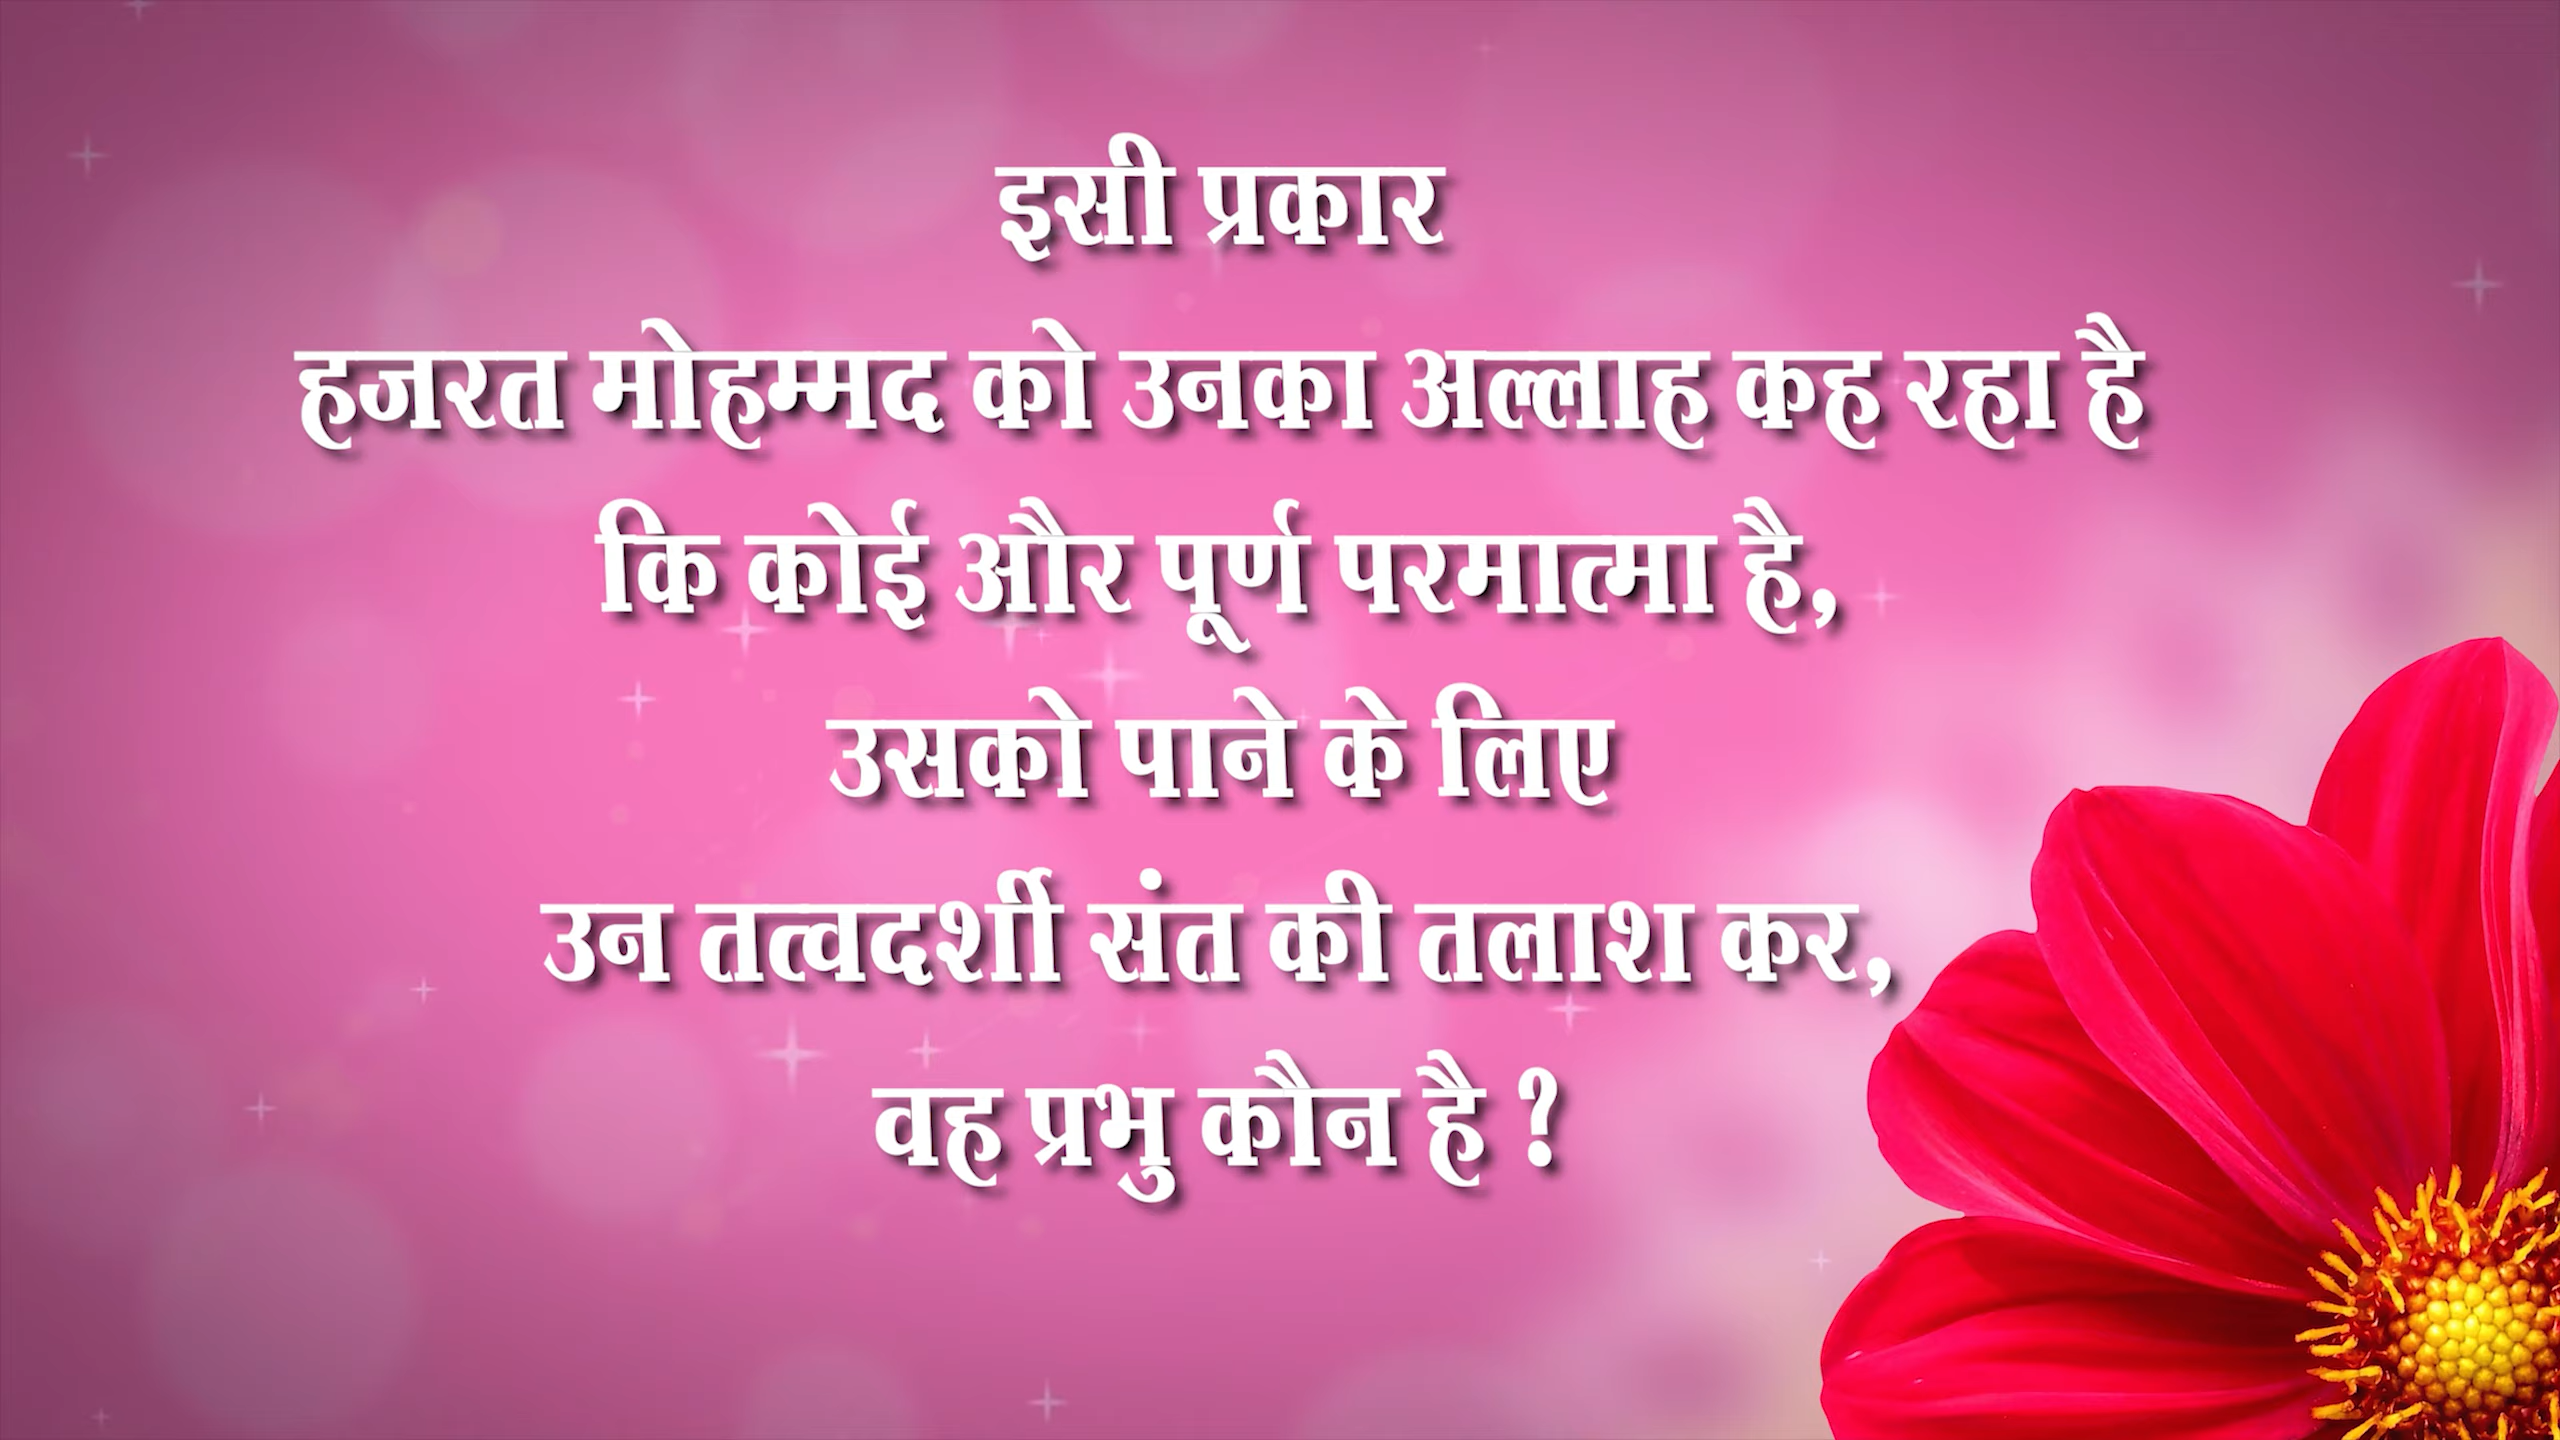 इसी प्रकार
हजरत मोहम्मद को उनका अल्लाह कह रहा है
कि कोई और पूर्ण परमात्मा है,
उसको पाने के लिए
उन तत्वदर्शी संत की तलाश कर,
वह प्रभु कौन है ?